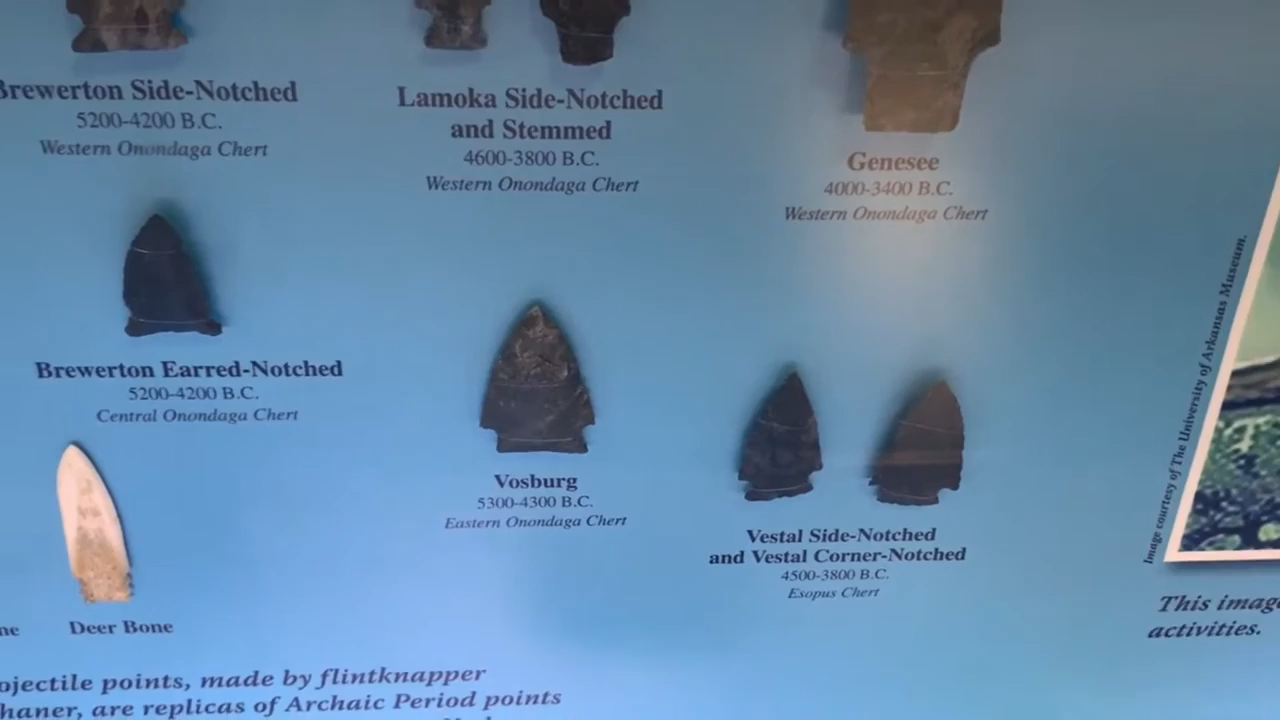 Brewerton Side-Notched
5200-4200 B.C.
Western Onondaga Chert
Lamoka Side-Notched
and Stemmed
4600-3800 B.C.
Western Onondaga Chert
Genesee
4000-3400 B.C.
Western Onondaga Chert
Brewerton Earred-Notched
5200-4200 B.C.
Central Onondaga Chert
Vosburg
5300-4300 B.C.
Eastern Onondaga Chert
Vestal Side-Notched
and Vestal Corner-Notched
4500-3800 B.C.
Esopus Chert
Image courtesy of The University of Arkansas Museum.
Deer Bone
This
activities.
points, made by flintknapper
are replicas of Archaic Period points